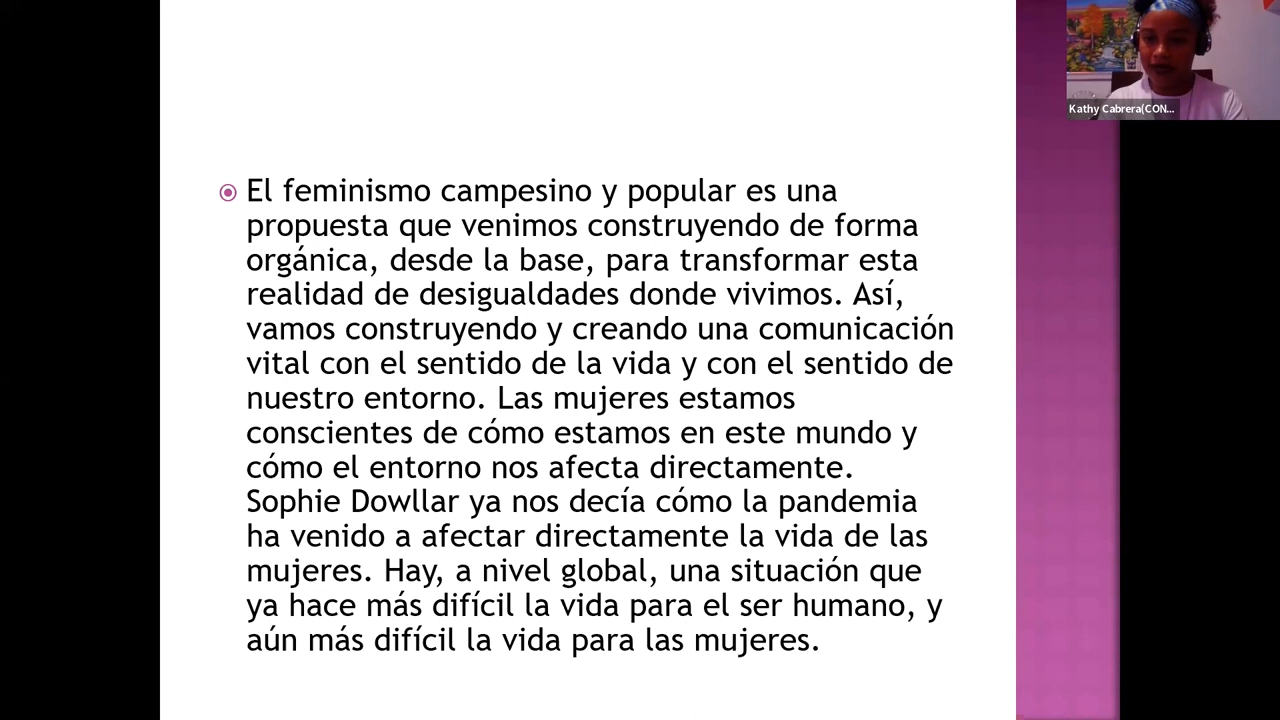 El feminismo campesino y popular es una
propuesta que venimos construyendo de forma
orgánica, desde la base, para transformar esta
realidad de desigualdades donde vivimos. Así,
vamos construyendo y creando una comunicación
vital con el sentido de la vida y con el sentido de
nuestro entorno. Las mujeres estamos
conscientes de cómo estamos en este mundo y
cómo el entorno nos afecta directamente.
Sophie Dowllar ya nos decía cómo la pandemia
ha venido a afectar directamente la vida de las
mujeres. Hay, a nivel global, una situación que
ya hace más difícil la vida para el ser humano, y
aún más difícil la vida para las mujeres.
Kathy Cabrera(CON...